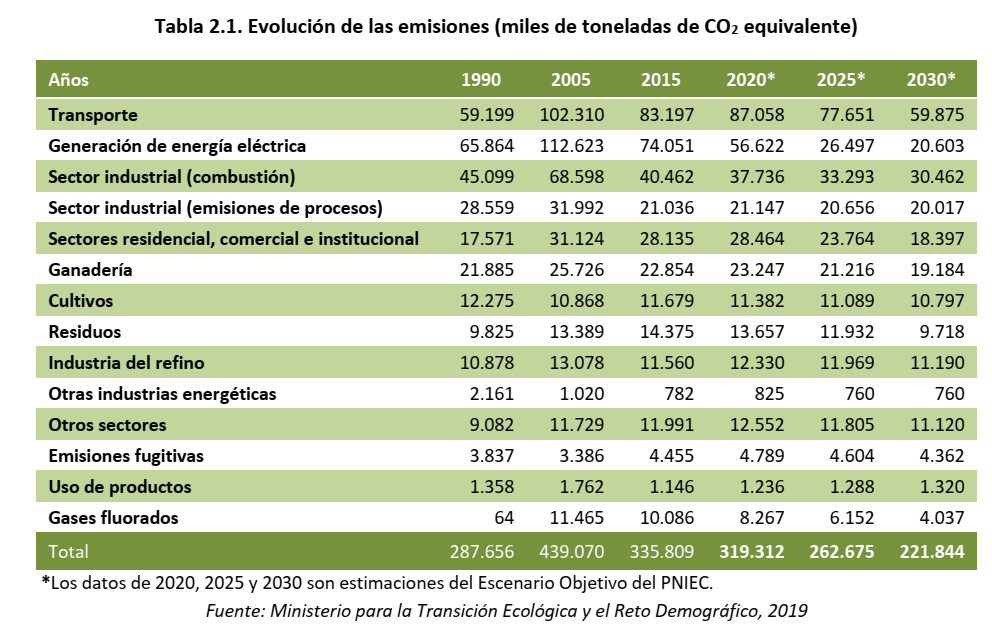 Tabla 2.1. Evolución de las emisiones (miles de toneladas de CO₂ equivalente)
Años 1990 2005 2015 2020* 2025* 2030*
Transporte 59.199 102.310 83.197 87.058 77.651 59.875
Generación de energía eléctrica 65.864 112.623 74.051 56.622 26.497 20.603
Sector industrial (combustión) 45.099 68.598 40.462 37.736 33.293 30.462
Sector industrial (emisiones de procesos) 28.559 31.992 21.036 21.147 20.656 20.017
Sectores residencial, comercial e institucional 17.571 31.124 28.135 28.464 23.764 18.397
Ganadería 21.885 25.726 22.854 23.247 21.216 19.184
Cultivos 12.275 10.868 11.679 11.382 11.089 10.797
Residuos 9.825 13.389 14.375 13.657 11.932 9.718
Industria del refino 10.878 13.078 11.560 12.330 11.969 11.190
Otras industrias energéticas 2.161 1.020 782 825 760 760
Otros sectores 9.082 11.729 11.991 12.552 11.805 11.120
Emisiones fugitivas 3.837 3.386 4.455 4.789 4.604 4.362
Uso de productos 1.358 1.762 1.146 1.236 1.288 1.320
Gases fluorados 64 11.465 10.086 8.267 6.152 4.037
Total 287.656 439.070 335.809 319.312 262.675 221.844
*Los datos de 2020, 2025 y 2030 son estimaciones del Escenario Objetivo del PNIEC.
Fuente: Ministerio para la Transición Ecológica y el Reto Demográfico, 2019